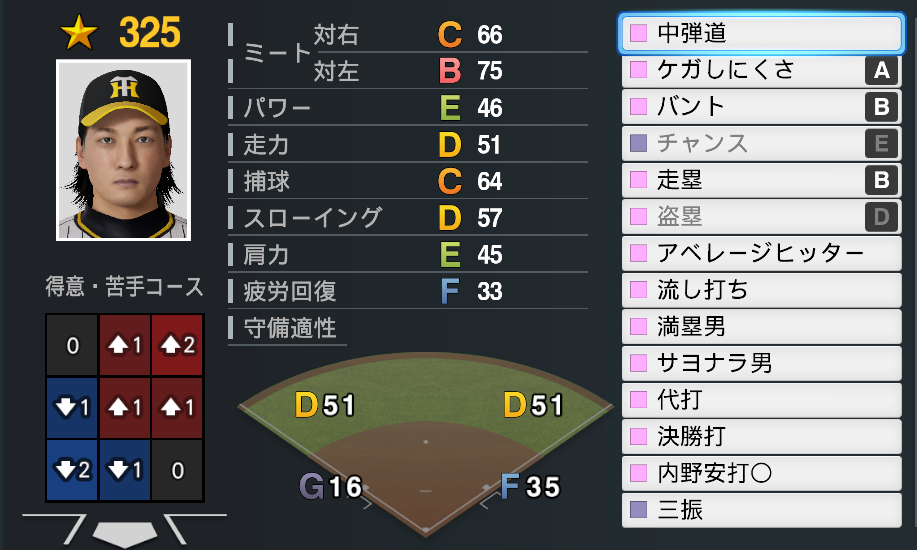 325
得意・苦手コース
0 1 2
1 1 1
2 1 0
ミート 対右 C 66
対左 B 75
パワー E 46
走力 D 51
捕球 C 64
スローイング D 57
肩力 E 45
疲労回復 F 33
守備適性
D51 D51
G16 F35
中弾道
ケガしにくさ A
バント B
チャンス E
走塁 B
盗塁 D
アベレージヒッター
流し打ち
満塁男
サヨナラ男
代打
決勝打
内野安打〇
三振